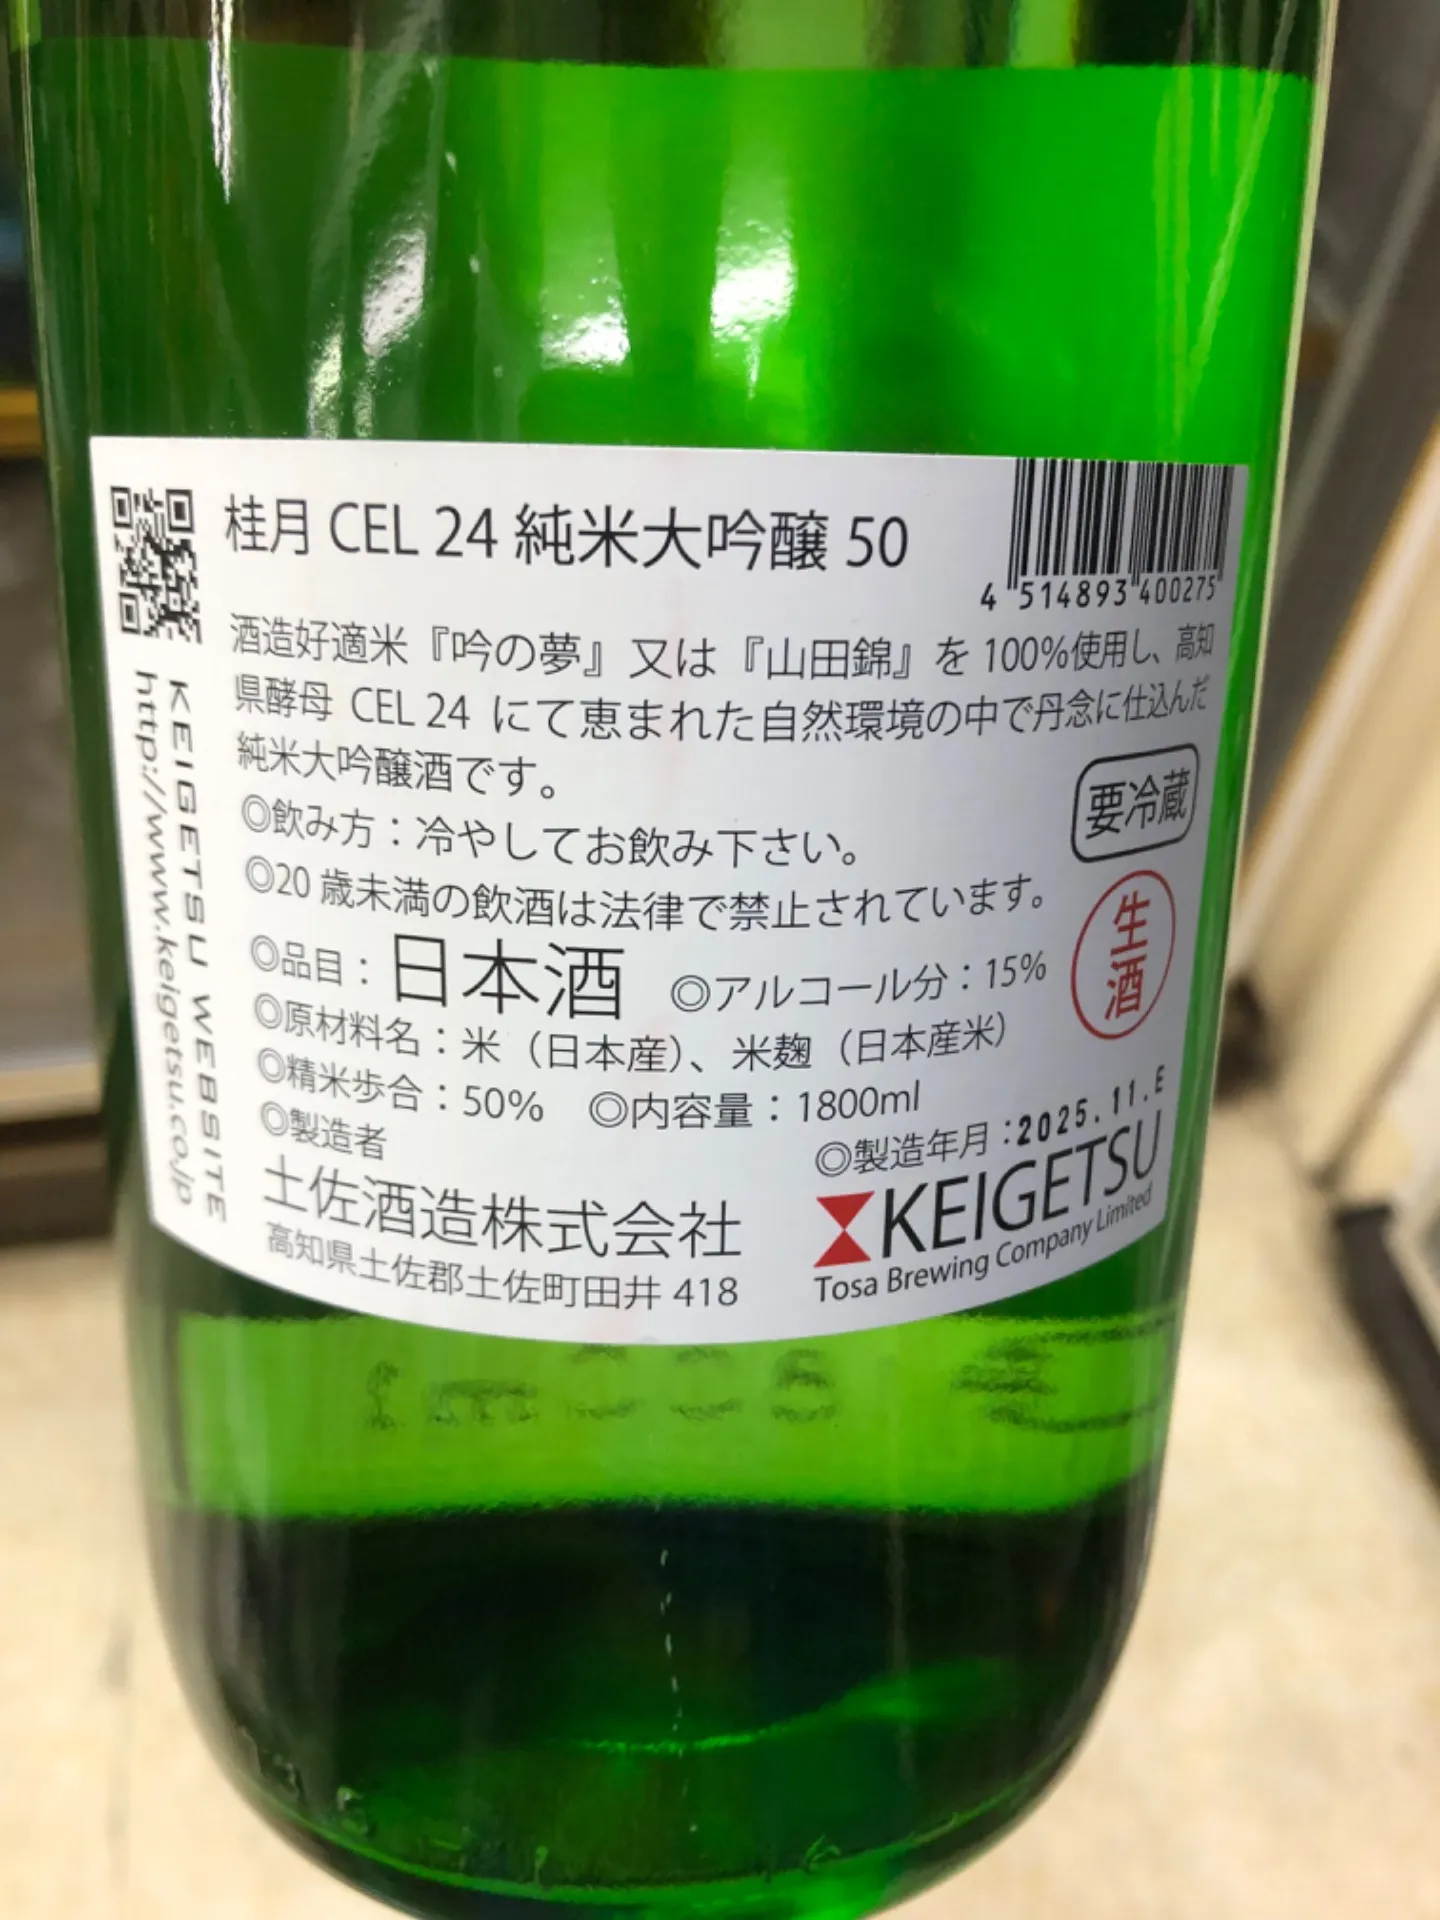 桂月 CEL 24 純米大吟醸 50
4 514893 400275
酒造好適米『吟の夢』又は『山田錦』を 100%使用し、高知
県酵母 CEL 24 にて恵まれた自然環境の中で丹念に仕込んだ
純米大吟醸酒です。
◎飲み方：冷やしてお飲み下さい。
要冷蔵
◎20 歳未満の飲酒は法律で禁止されています。
生酒
◎品目：日本酒 ◎アルコール分：15%
◎原材料名：米（日本産）、米麹（日本産米）
◎精米歩合：50% ◎内容量：1800ml
◎製造者
◎製造年月：2025.11.E
土佐酒造株式会社
高知県土佐郡土佐町田井 418
KEIGETSU
Tosa Brewing Company Limited
KEIGETSU WEBSITE
http://www.keigetsu.co.jp